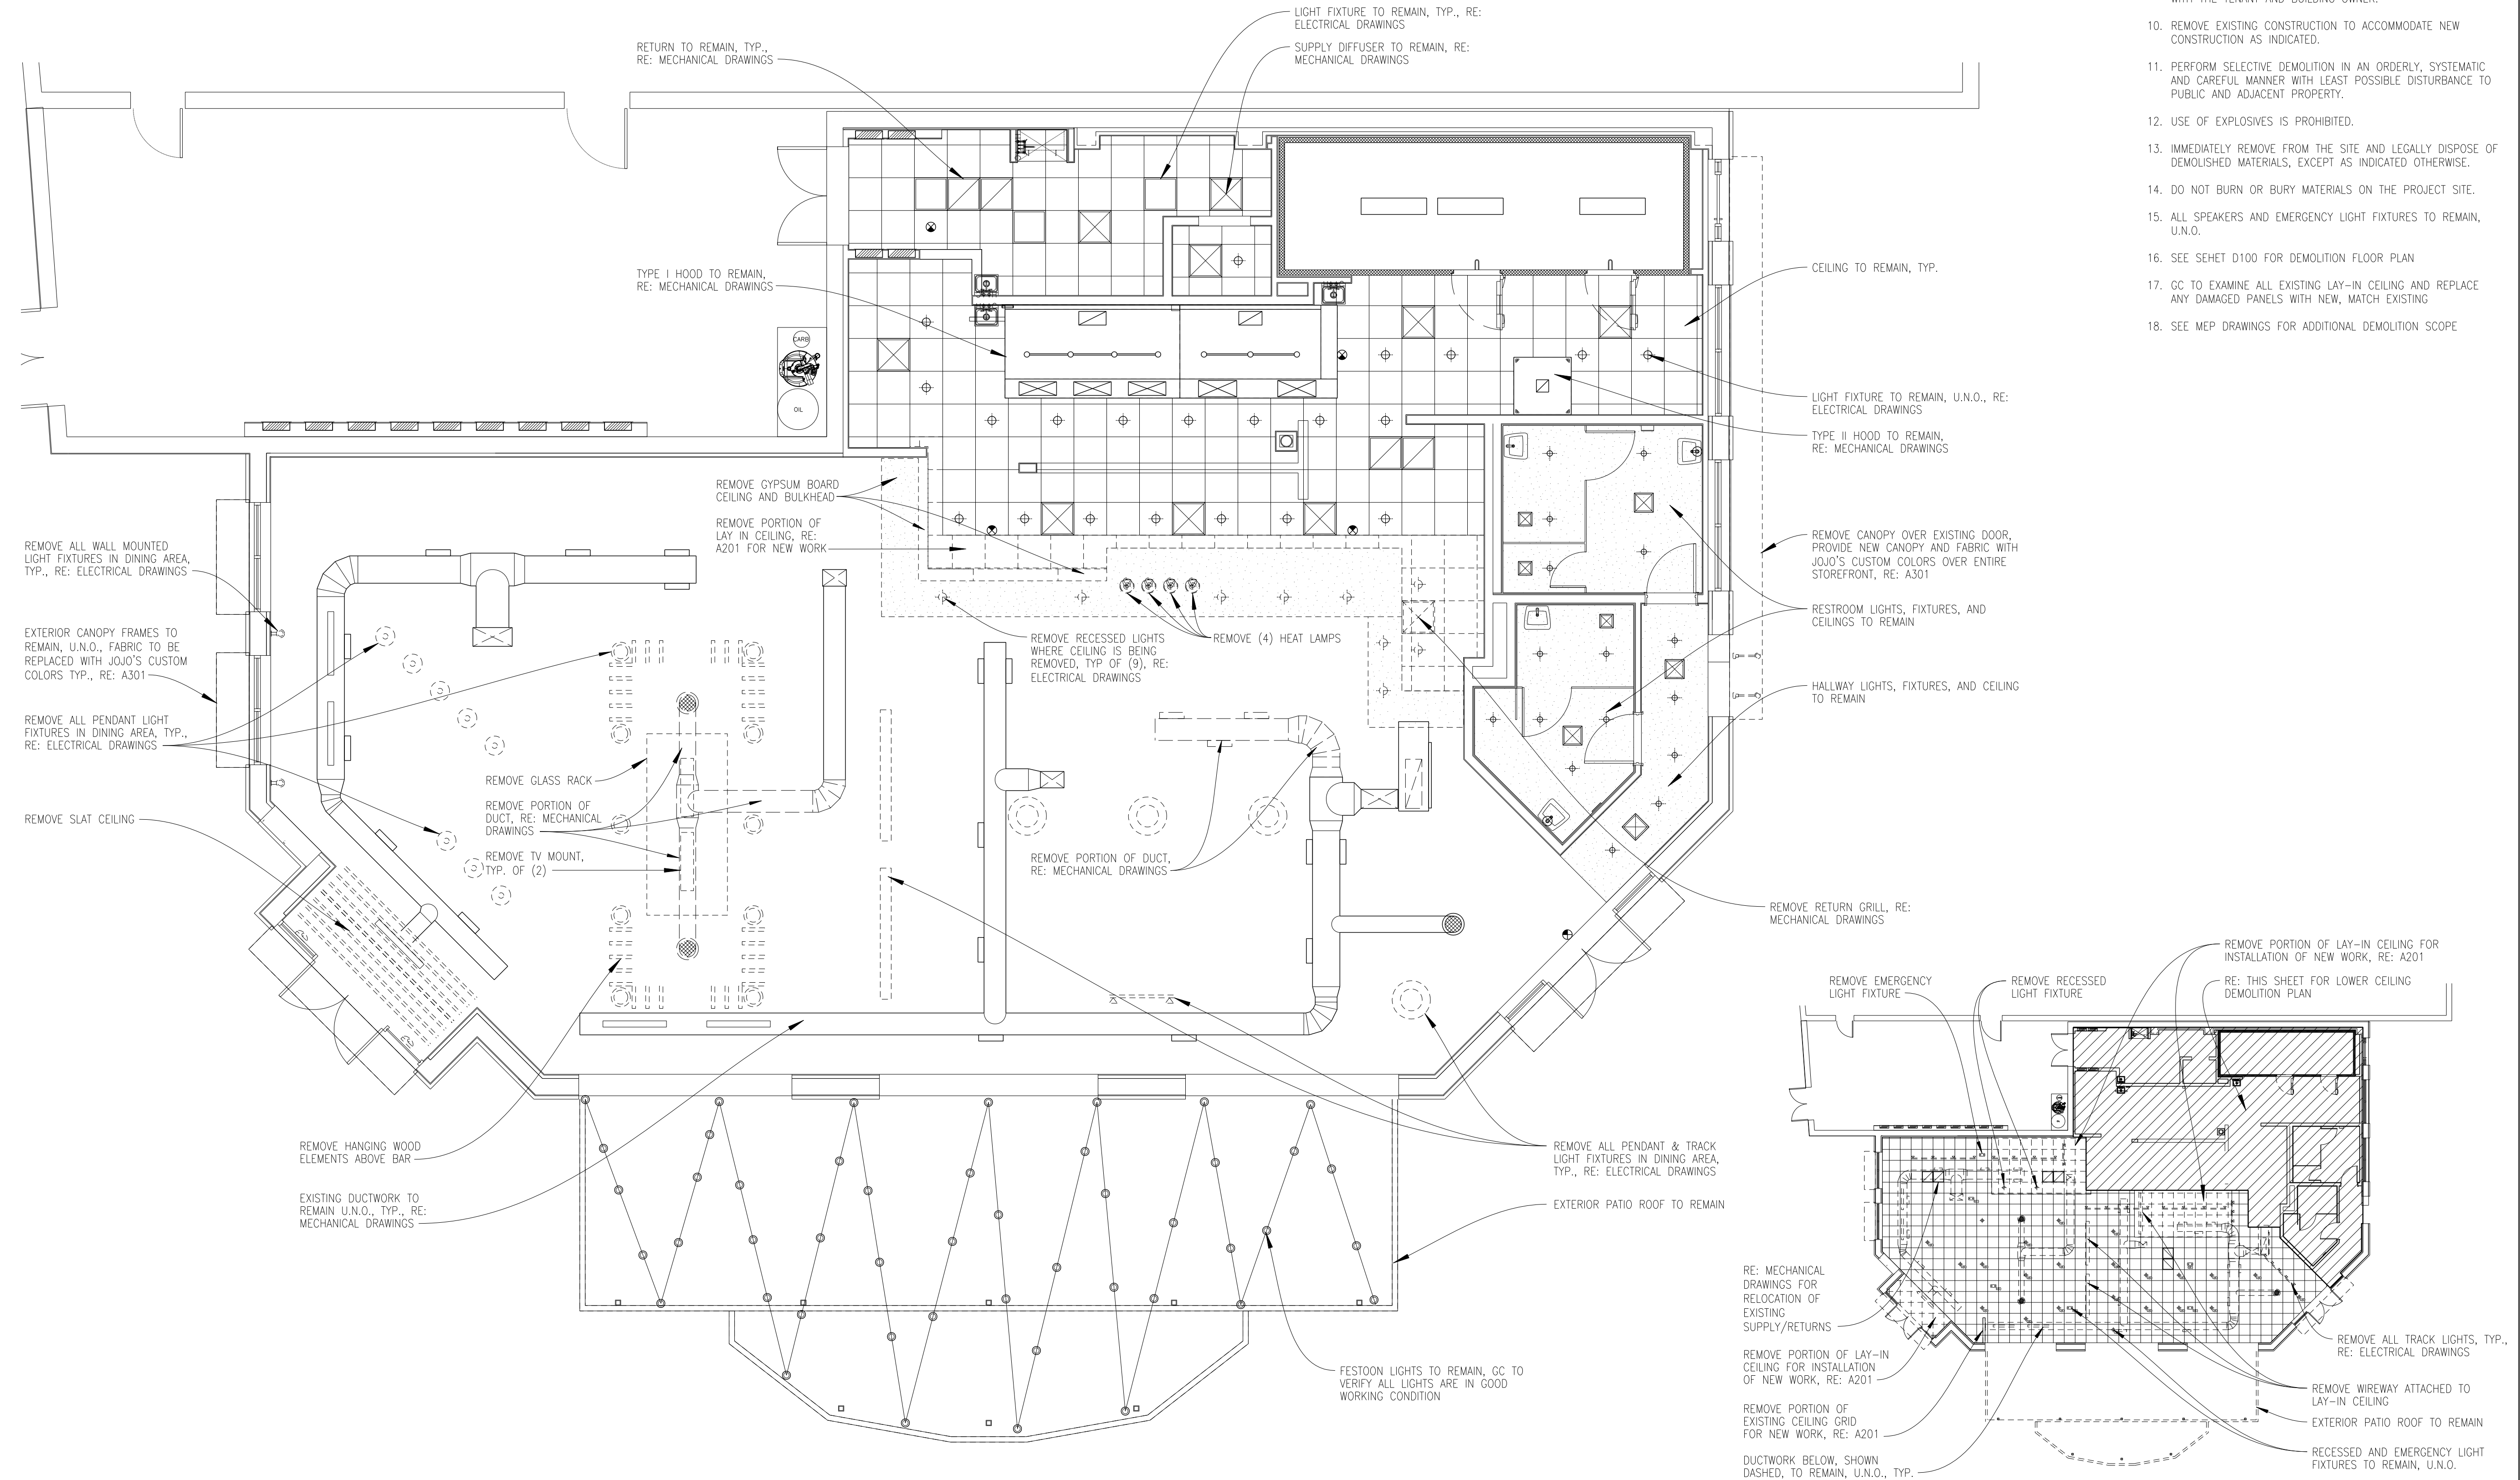 LIGHT FIXTURE TO REMAIN, TYP., RE:
ELECTRICAL DRAWINGS
RETURN TO REMAIN, TYP.,
RE: MECHANICAL DRAWINGS
SUPPLY DIFFUSER TO REMAIN, RE:
MECHANICAL DRAWINGS
WITH THE TENANT AND BUILDING OWNER.
10. REMOVE EXISTING CONSTRUCTION TO ACCOMMODATE NEW
CONSTRUCTION AS INDICATED.
11. PERFORM SELECTIVE DEMOLITION IN AN ORDERLY, SYSTEMATIC
AND CAREFUL MANNER WITH LEAST POSSIBLE DISTURBANCE TO
PUBLIC AND ADJACENT PROPERTY.
12. USE OF EXPLOSIVES IS PROHIBITED.
13. IMMEDIATELY REMOVE FROM THE SITE AND LEGALLY DISPOSE OF
DEMOLISHED MATERIALS, EXCEPT AS INDICATED OTHERWISE.
14. DO NOT BURN OR BURY MATERIALS ON THE PROJECT SITE.
15. ALL SPEAKERS AND EMERGENCY LIGHT FIXTURES TO REMAIN,
U.N.O.
16. SEE SEHET D100 FOR DEMOLITION FLOOR PLAN
17. GC TO EXAMINE ALL EXISTING LAY-IN CEILING AND REPLACE
ANY DAMAGED PANELS WITH NEW, MATCH EXISTING
18. SEE MEP DRAWINGS FOR ADDITIONAL DEMOLITION SCOPE
TYPE I HOOD TO REMAIN,
RE: MECHANICAL DRAWINGS
CARB
OIL
CEILING TO REMAIN, TYP.
LIGHT FIXTURE TO REMAIN, U.N.O., RE:
ELECTRICAL DRAWINGS
TYPE II HOOD TO REMAIN,
RE: MECHANICAL DRAWINGS
REMOVE GYPSUM BOARD
CEILING AND BULKHEAD
REMOVE PORTION OF
LAY IN CEILING, RE:
A201 FOR NEW WORK
REMOVE CANOPY OVER EXISTING DOOR,
PROVIDE NEW CANOPY AND FABRIC WITH
JOJO'S CUSTOM COLORS OVER ENTIRE
STOREFRONT, RE: A301
RESTROOM LIGHTS, FIXTURES, AND
CEILINGS TO REMAIN
HALLWAY LIGHTS, FIXTURES, AND CEILING
TO REMAIN
REMOVE ALL WALL MOUNTED
LIGHT FIXTURES IN DINING AREA,
TYP., RE: ELECTRICAL DRAWINGS
EXTERIOR CANOPY FRAMES TO
REMAIN, U.N.O., FABRIC TO BE
REPLACED WITH JOJO'S CUSTOM
COLORS TYP., RE: A301
REMOVE ALL PENDANT LIGHT
FIXTURES IN DINING AREA, TYP.,
RE: ELECTRICAL DRAWINGS
REMOVE SLAT CEILING
REMOVE RECESSED LIGHTS
WHERE CEILING IS BEING
REMOVED, TYP OF (9), RE:
ELECTRICAL DRAWINGS
REMOVE (4) HEAT LAMPS
REMOVE GLASS RACK
REMOVE PORTION OF
DUCT, RE: MECHANICAL
DRAWINGS
REMOVE TV MOUNT,
TYP. OF (2)
REMOVE PORTION OF DUCT,
RE: MECHANICAL DRAWINGS
REMOVE RETURN GRILL, RE:
MECHANICAL DRAWINGS
REMOVE HANGING WOOD
ELEMENTS ABOVE BAR
EXISTING DUCTWORK TO
REMAIN U.N.O., TYP., RE:
MECHANICAL DRAWINGS
REMOVE ALL PENDANT & TRACK
LIGHT FIXTURES IN DINING AREA,
TYP., RE: ELECTRICAL DRAWINGS
EXTERIOR PATIO ROOF TO REMAIN
FESTOON LIGHTS TO REMAIN, GC TO
VERIFY ALL LIGHTS ARE IN GOOD
WORKING CONDITION
REMOVE EMERGENCY
LIGHT FIXTURE
REMOVE RECESSED
LIGHT FIXTURE
REMOVE PORTION OF LAY-IN CEILING FOR
INSTALLATION OF NEW WORK, RE: A201
RE: THIS SHEET FOR LOWER CEILING
DEMOLITION PLAN
RE: MECHANICAL
DRAWINGS FOR
RELOCATION OF
EXISTING
SUPPLY/RETURNS
REMOVE PORTION OF LAY-IN
CEILING FOR INSTALLATION
OF NEW WORK, RE: A201
REMOVE PORTION OF
EXISTING CEILING GRID
FOR NEW WORK, RE: A201
DUCTWORK BELOW, SHOWN
DASHED, TO REMAIN, U.N.O., TYP.
REMOVE ALL TRACK LIGHTS, TYP.,
RE: ELECTRICAL DRAWINGS
REMOVE WIREWAY ATTACHED TO
LAY-IN CEILING
EXTERIOR PATIO ROOF TO REMAIN
RECESSED AND EMERGENCY LIGHT
FIXTURES TO REMAIN, U.N.O.